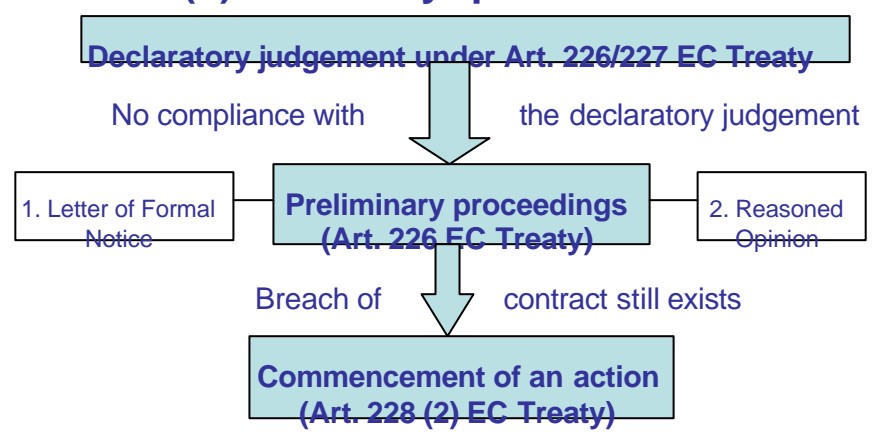 Declaratory judgement under Art. 226/227 EC Treaty
No compliance with the declaratory judgement
1. Letter of Formal
Notice
Preliminary proceedings
(Art. 226 EC Treaty)
2. Reasoned
Opinion
Breach of contract still exists
Commencement of an action
(Art. 228 (2) EC Treaty)